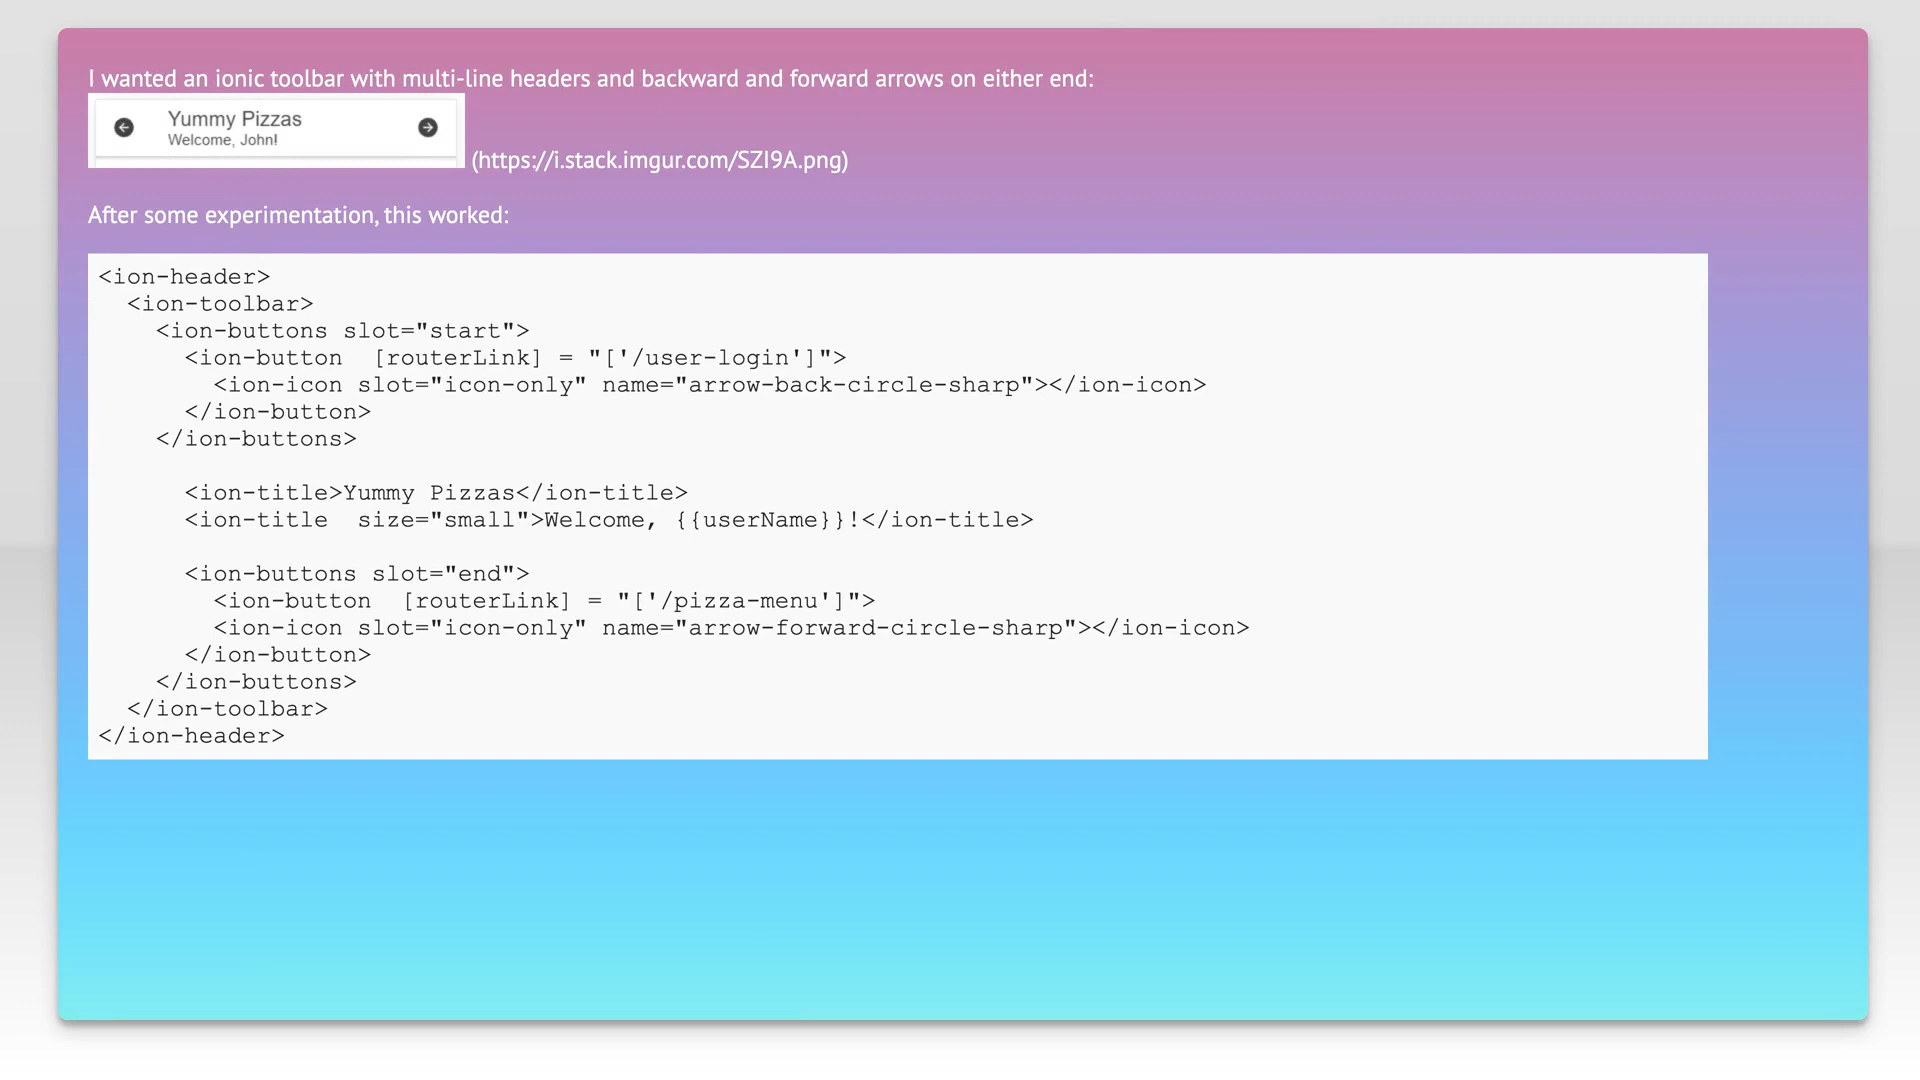 I wanted an ionic toolbar with multi-line headers and backward and forward arrows on either end:
Yummy Pizzas
Welcome, John!
(https://i.stack.imgur.com/SZI9A.png)
After some experimentation, this worked:
<ion-header>
  <ion-toolbar>
    <ion-buttons slot="start">
      <ion-button  [routerLink] = "['/user-login']">
        <ion-icon slot="icon-only" name="arrow-back-circle-sharp"></ion-icon>
      </ion-button>
    </ion-buttons>

      <ion-title>Yummy Pizzas</ion-title>
      <ion-title  size="small">Welcome, {{userName}}!</ion-title>

      <ion-buttons slot="end">
        <ion-button  [routerLink] = "['/pizza-menu']">
        <ion-icon slot="icon-only" name="arrow-forward-circle-sharp"></ion-icon>
      </ion-button>
    </ion-buttons>
  </ion-toolbar>
</ion-header>